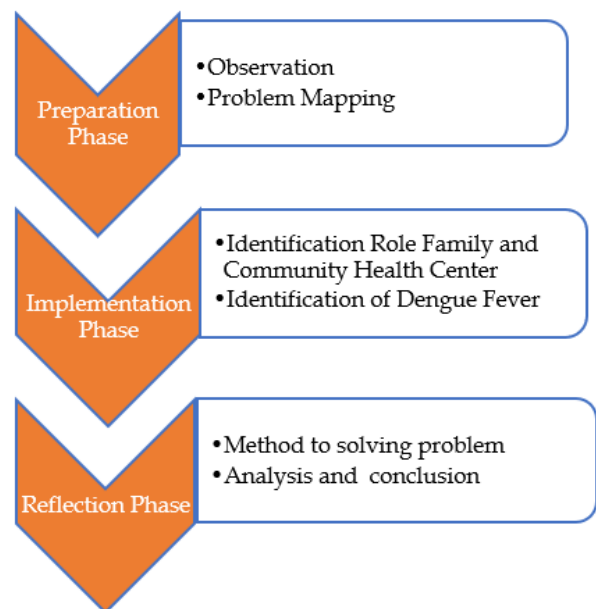 Preparation
Phase
•Observation
•Problem Mapping
Implementation
Phase
•Identification Role Family and
Community Health Center
•Identification of Dengue Fever
Reflection Phase
•Method to solving problem
•Analysis and conclusion